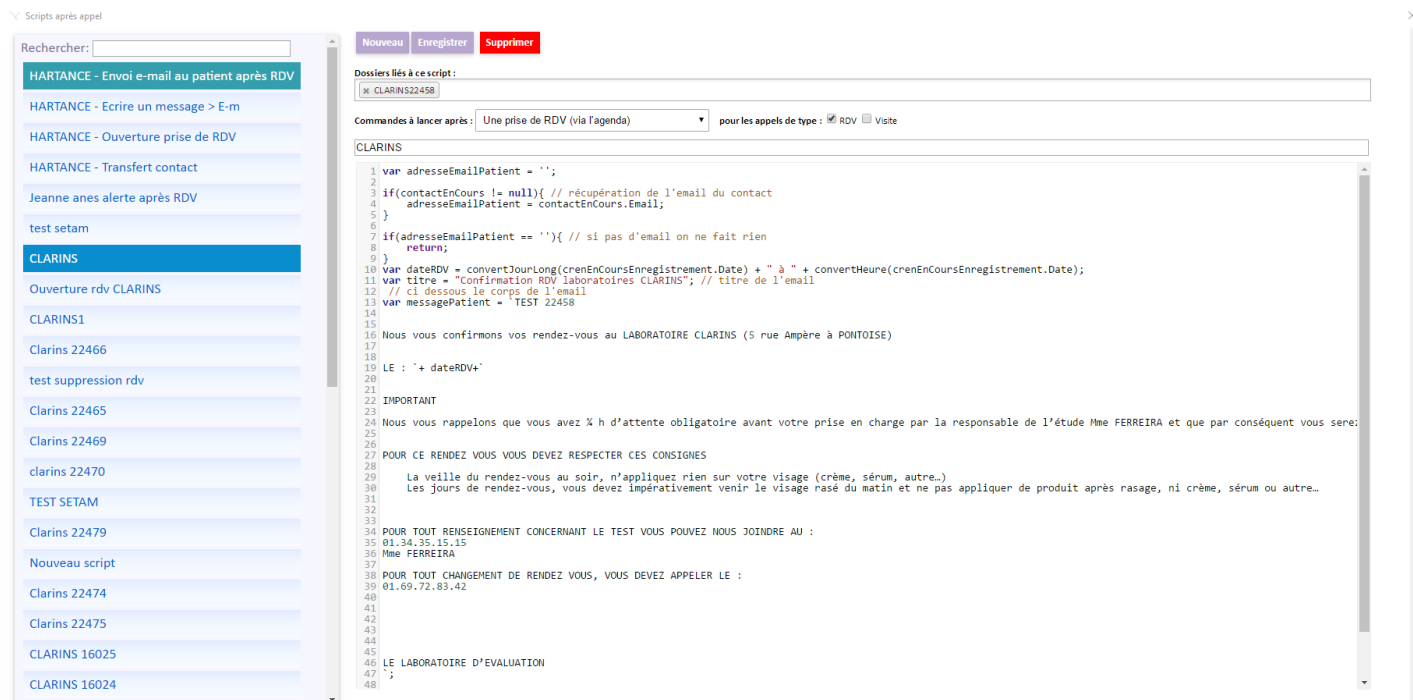 Scripts après appel
Rechercher:
HARTANCE - Envoi e-mail au patient après RDV
HARTANCE - Ecrire un message > E-m
HARTANCE - Ouverture prise de RDV
HARTANCE - Transfert contact
Jeanne anes alerte après RDV
test setam
CLARINS
Ouverture rdv CLARINS
CLARINS1
Clarins 22466
test suppression rdv
Clarins 22465
Clarins 22469
clarins 22470
TEST SETAM
Clarins 22479
Nouveau script
Clarins 22474
Clarins 22475
CLARINS 16025
CLARINS 16024
Nouveau Enregistrer Supprimer
Dossiers liés à ce script :
CLARINS22458
Commandes à lancer après : Une prise de RDV (via l'agenda) pour les appels de type : RDV Visite
CLARINS
1 var adresseEmailPatient = '';
2
3 if(contactEnCours != null){ // récupération de l'email du contact
4 adresseEmailPatient = contactEnCours.Email;
5 }
6
7 if(adresseEmailPatient == ''){ // si pas d'email on ne fait rien
8 return;
9 }
10 var dateRDV = convertJourLong(crenEnCoursEnregistrement.Date) + " à " + convertHeure(crenEnCoursEnregistrement.Date);
11 var titre = "Confirmation RDV laboratoires CLARINS"; // titre de l'email
12 // ci dessous le corps de l'email
13 var messagePatient = `TEST 22458
14
15
16 Nous vous confirmons vos rendez-vous au LABORATOIRE CLARINS (5 rue Ampère à PONTOISE)
17
18
19 LE : `+ dateRDV+`
20
21
22 IMPORTANT
23
24 Nous vous rappelons que vous avez ¼ h d’attente obligatoire avant votre prise en charge par la responsable de l’étude Mme FERREIRA et que par conséquent vous serez
25
26
27 POUR CE RENDEZ VOUS VOUS DEVEZ RESPECTER CES CONSIGNES
28
29 La veille du rendez-vous au soir, n’appliquez rien sur votre visage (crème, sérum, autre…)
30 Les jours de rendez-vous, vous devez impérativement venir le visage rasé du matin et ne pas appliquer de produit après rasage, ni crème, sérum ou autre…
31
32
33
34 POUR TOUT RENSEIGNEMENT CONCERNANT LE TEST VOUS POUVEZ NOUS JOINDRE AU :
35 01.34.35.15.15
36 Mme FERREIRA
37
38 POUR TOUT CHANGEMENT DE RENDEZ VOUS, VOUS DEVEZ APPELER LE :
39 01.69.72.83.42
40
41
42
43
44
45
46 LE LABORATOIRE D’EVALUATION
47 `;
48